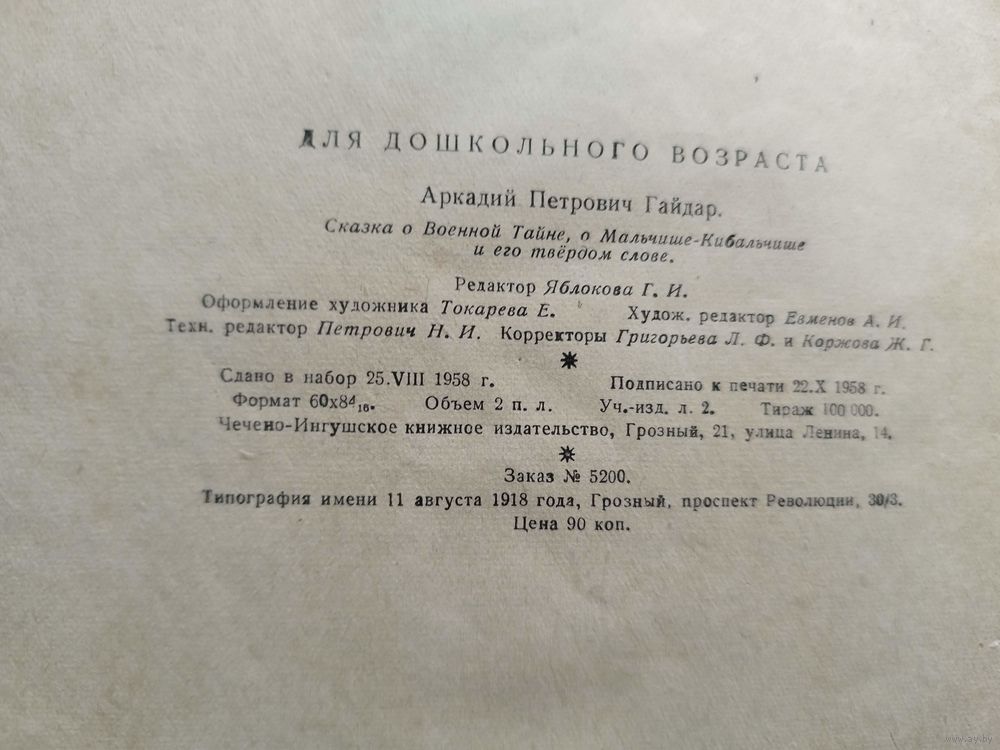 ДЛЯ ДОШКОЛЬНОГО ВОЗРАСТА
Аркадий Петрович Гайдар.
Сказка о Военной Тайне, о Мальчише-Кибальчише
и его твёрдом слове.
Редактор Яблокова Г. И.
Оформление художника Токарева Е. Худож. редактор Евменов А. И.
Техн. редактор Петрович Н. И. Корректоры Григорьева Л. Ф. и Коржова Ж. Г.
Сдано в набор 25.VIII 1958 г. Подписано к печати 22.X 1958 г.
Формат Объем 2 п. л. Уч.-изд. л. 2. Тираж 100 000.
Чечено-Ингушское книжное издательство, Грозный, 21, улица Ленина, 14.
Заказ № 5200.
Типография имени 11 августа 1918 года, Грозный, проспект Революции, 30/3.
Цена 90 коп.
www.ay.by